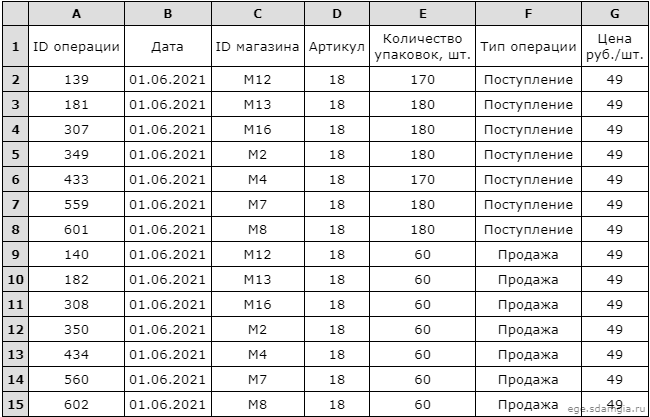 A B C D E F G
1 ID операции Дата ID магазина Артикул Количество упаковок, шт. Тип операции Цена руб./шт.
2 139 01.06.2021 M12 18 170 Поступление 49
3 181 01.06.2021 M13 18 180 Поступление 49
4 307 01.06.2021 M16 18 180 Поступление 49
5 349 01.06.2021 M2 18 180 Поступление 49
6 433 01.06.2021 M4 18 170 Поступление 49
7 559 01.06.2021 M7 18 180 Поступление 49
8 601 01.06.2021 M8 18 180 Поступление 49
9 140 01.06.2021 M12 18 60 Продажа 49
10 182 01.06.2021 M13 18 60 Продажа 49
11 308 01.06.2021 M16 18 60 Продажа 49
12 350 01.06.2021 M2 18 60 Продажа 49
13 434 01.06.2021 M4 18 60 Продажа 49
14 560 01.06.2021 M7 18 60 Продажа 49
15 602 01.06.2021 M8 18 60 Продажа 49
ege.sdamgia.ru